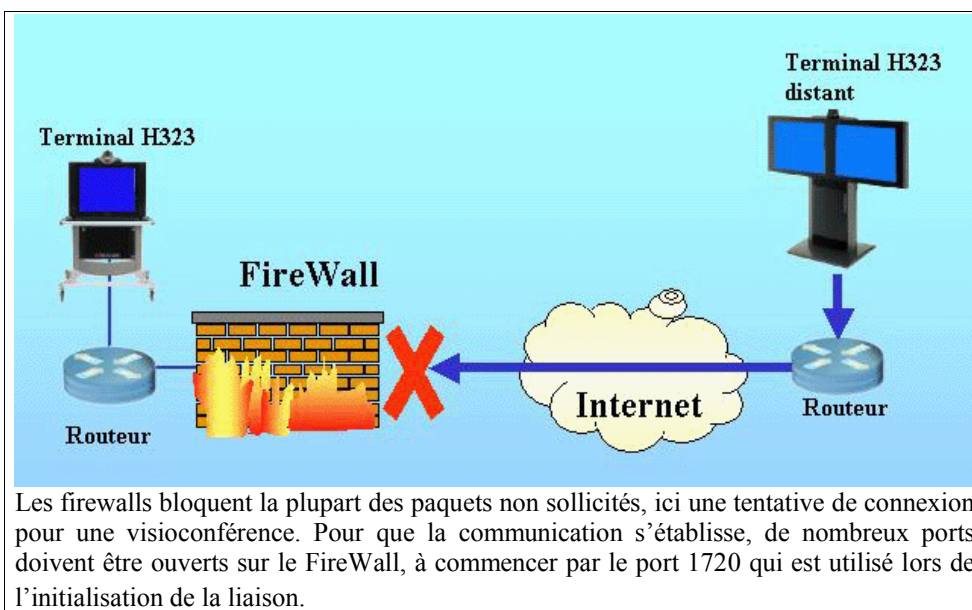 Terminal H323
distant
Terminal H323
FireWall
Internet
Routeur
Routeur
Les firewalls bloquent la plupart des paquets non sollicités, ici une tentative de connexion
pour une visioconférence. Pour que la communication s’établisse, de nombreux ports
doivent être ouverts sur le FireWall, à commencer par le port 1720 qui est utilisé lors de
l’initialisation de la liaison.